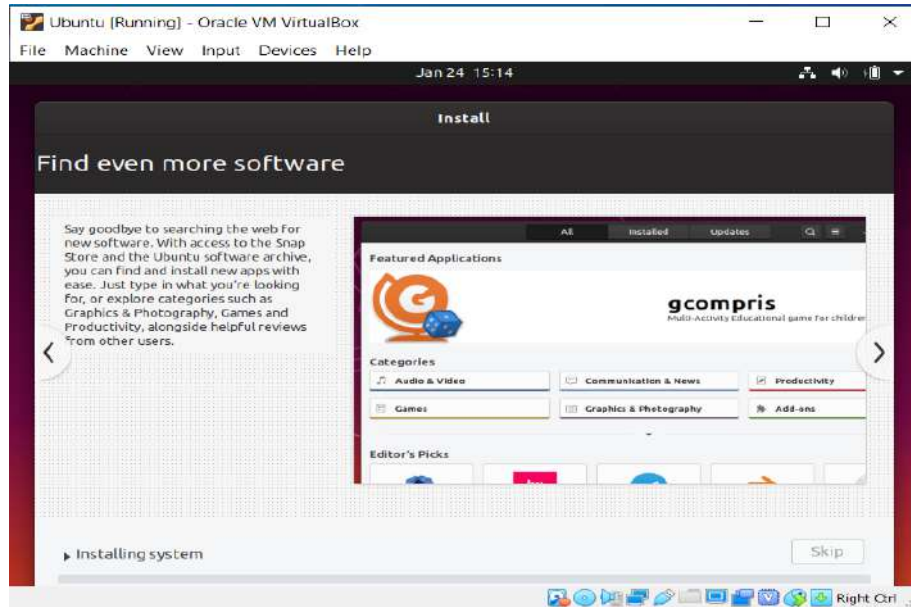 Ubuntu [Running] - Oracle VM VirtualBox
File Machine View Input Devices Help
Jan 24 15:14
Install
Find even more software
Say goodbye to searching the web for
new software. With access to the Snap
Store and the Ubuntu software archive,
you can find and install new apps with
ease. Just type in what you're looking
for, or explore categories such as
Graphics & Photography, Games and
Productivity, alongside helpful reviews
from other users.
All Installed Updates
Featured Applications
gcompris
Multi-Activity Educational game for children
Categories
Audio & Video Communication & News Productivity
Games Graphics & Photography Add-ons
Editor's Picks
Installing system
Skip
Right Ctrl